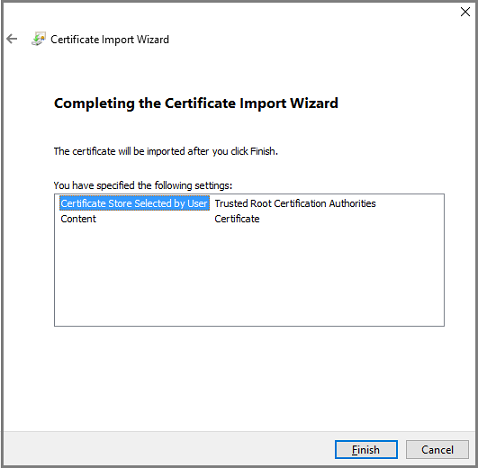 Certificate Import Wizard
Completing the Certificate Import Wizard
The certificate will be imported after you click Finish.
You have specified the following settings:
Certificate Store Selected by User Trusted Root Certification Authorities
Content Certificate
Finish Cancel